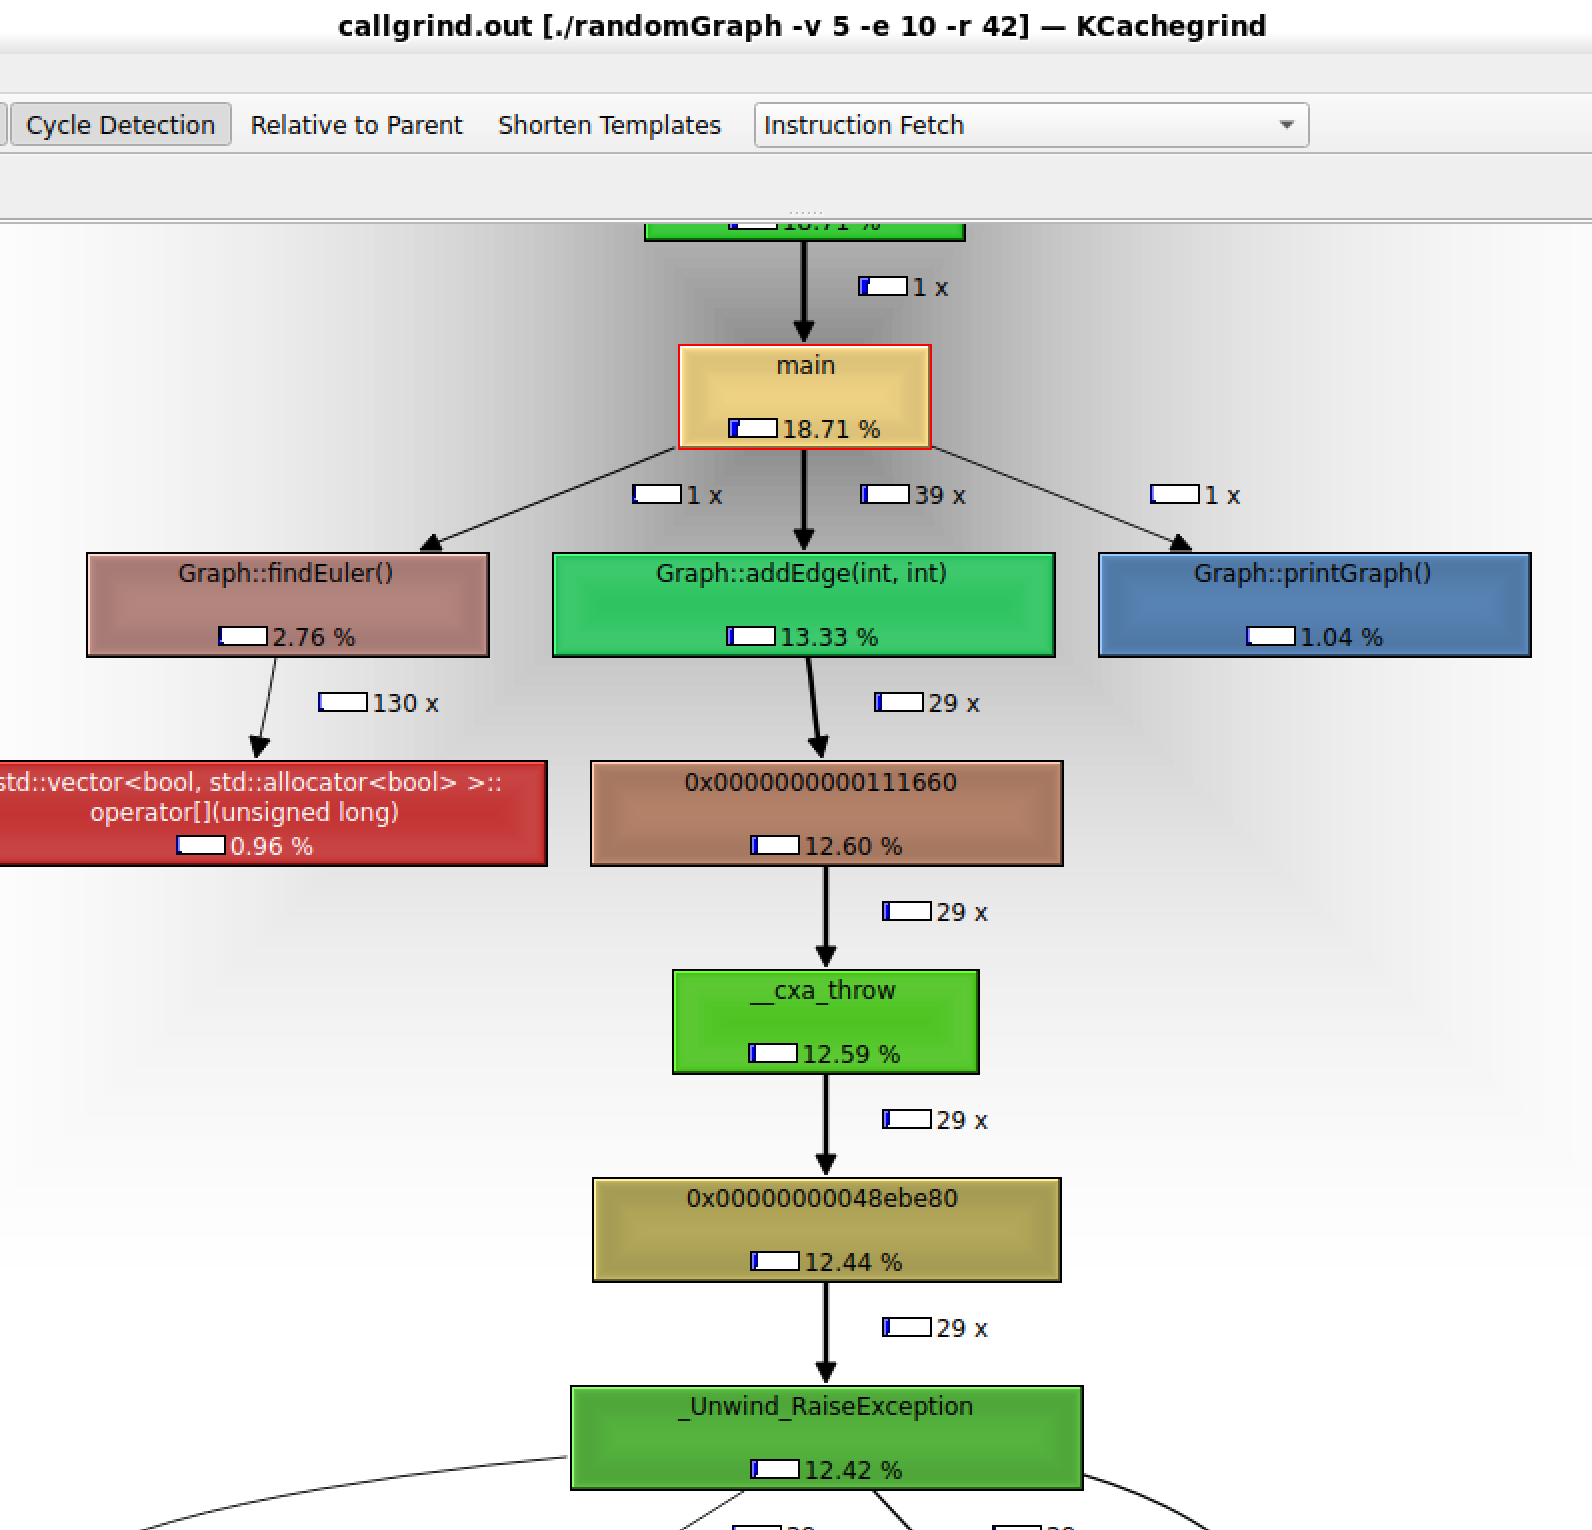 callgrind.out [./randomGraph -v 5 -e 10 -r 42] — KCachegrind
Cycle Detection Relative to Parent Shorten Templates Instruction Fetch
18.71 %
1 x
main
18.71 %
1 x 39 x 1 x
Graph::findEuler() Graph::addEdge(int, int) Graph::printGraph()
2.76 % 13.33 % 1.04 %
130 x 29 x
std::vector<bool, std::allocator<bool> >:: 0x0000000000111660
operator[](unsigned long)
0.96 % 12.60 %
29 x
__cxa_throw
12.59 %
29 x
0x00000000048ebe80
12.44 %
29 x
_Unwind_RaiseException
12.42 %